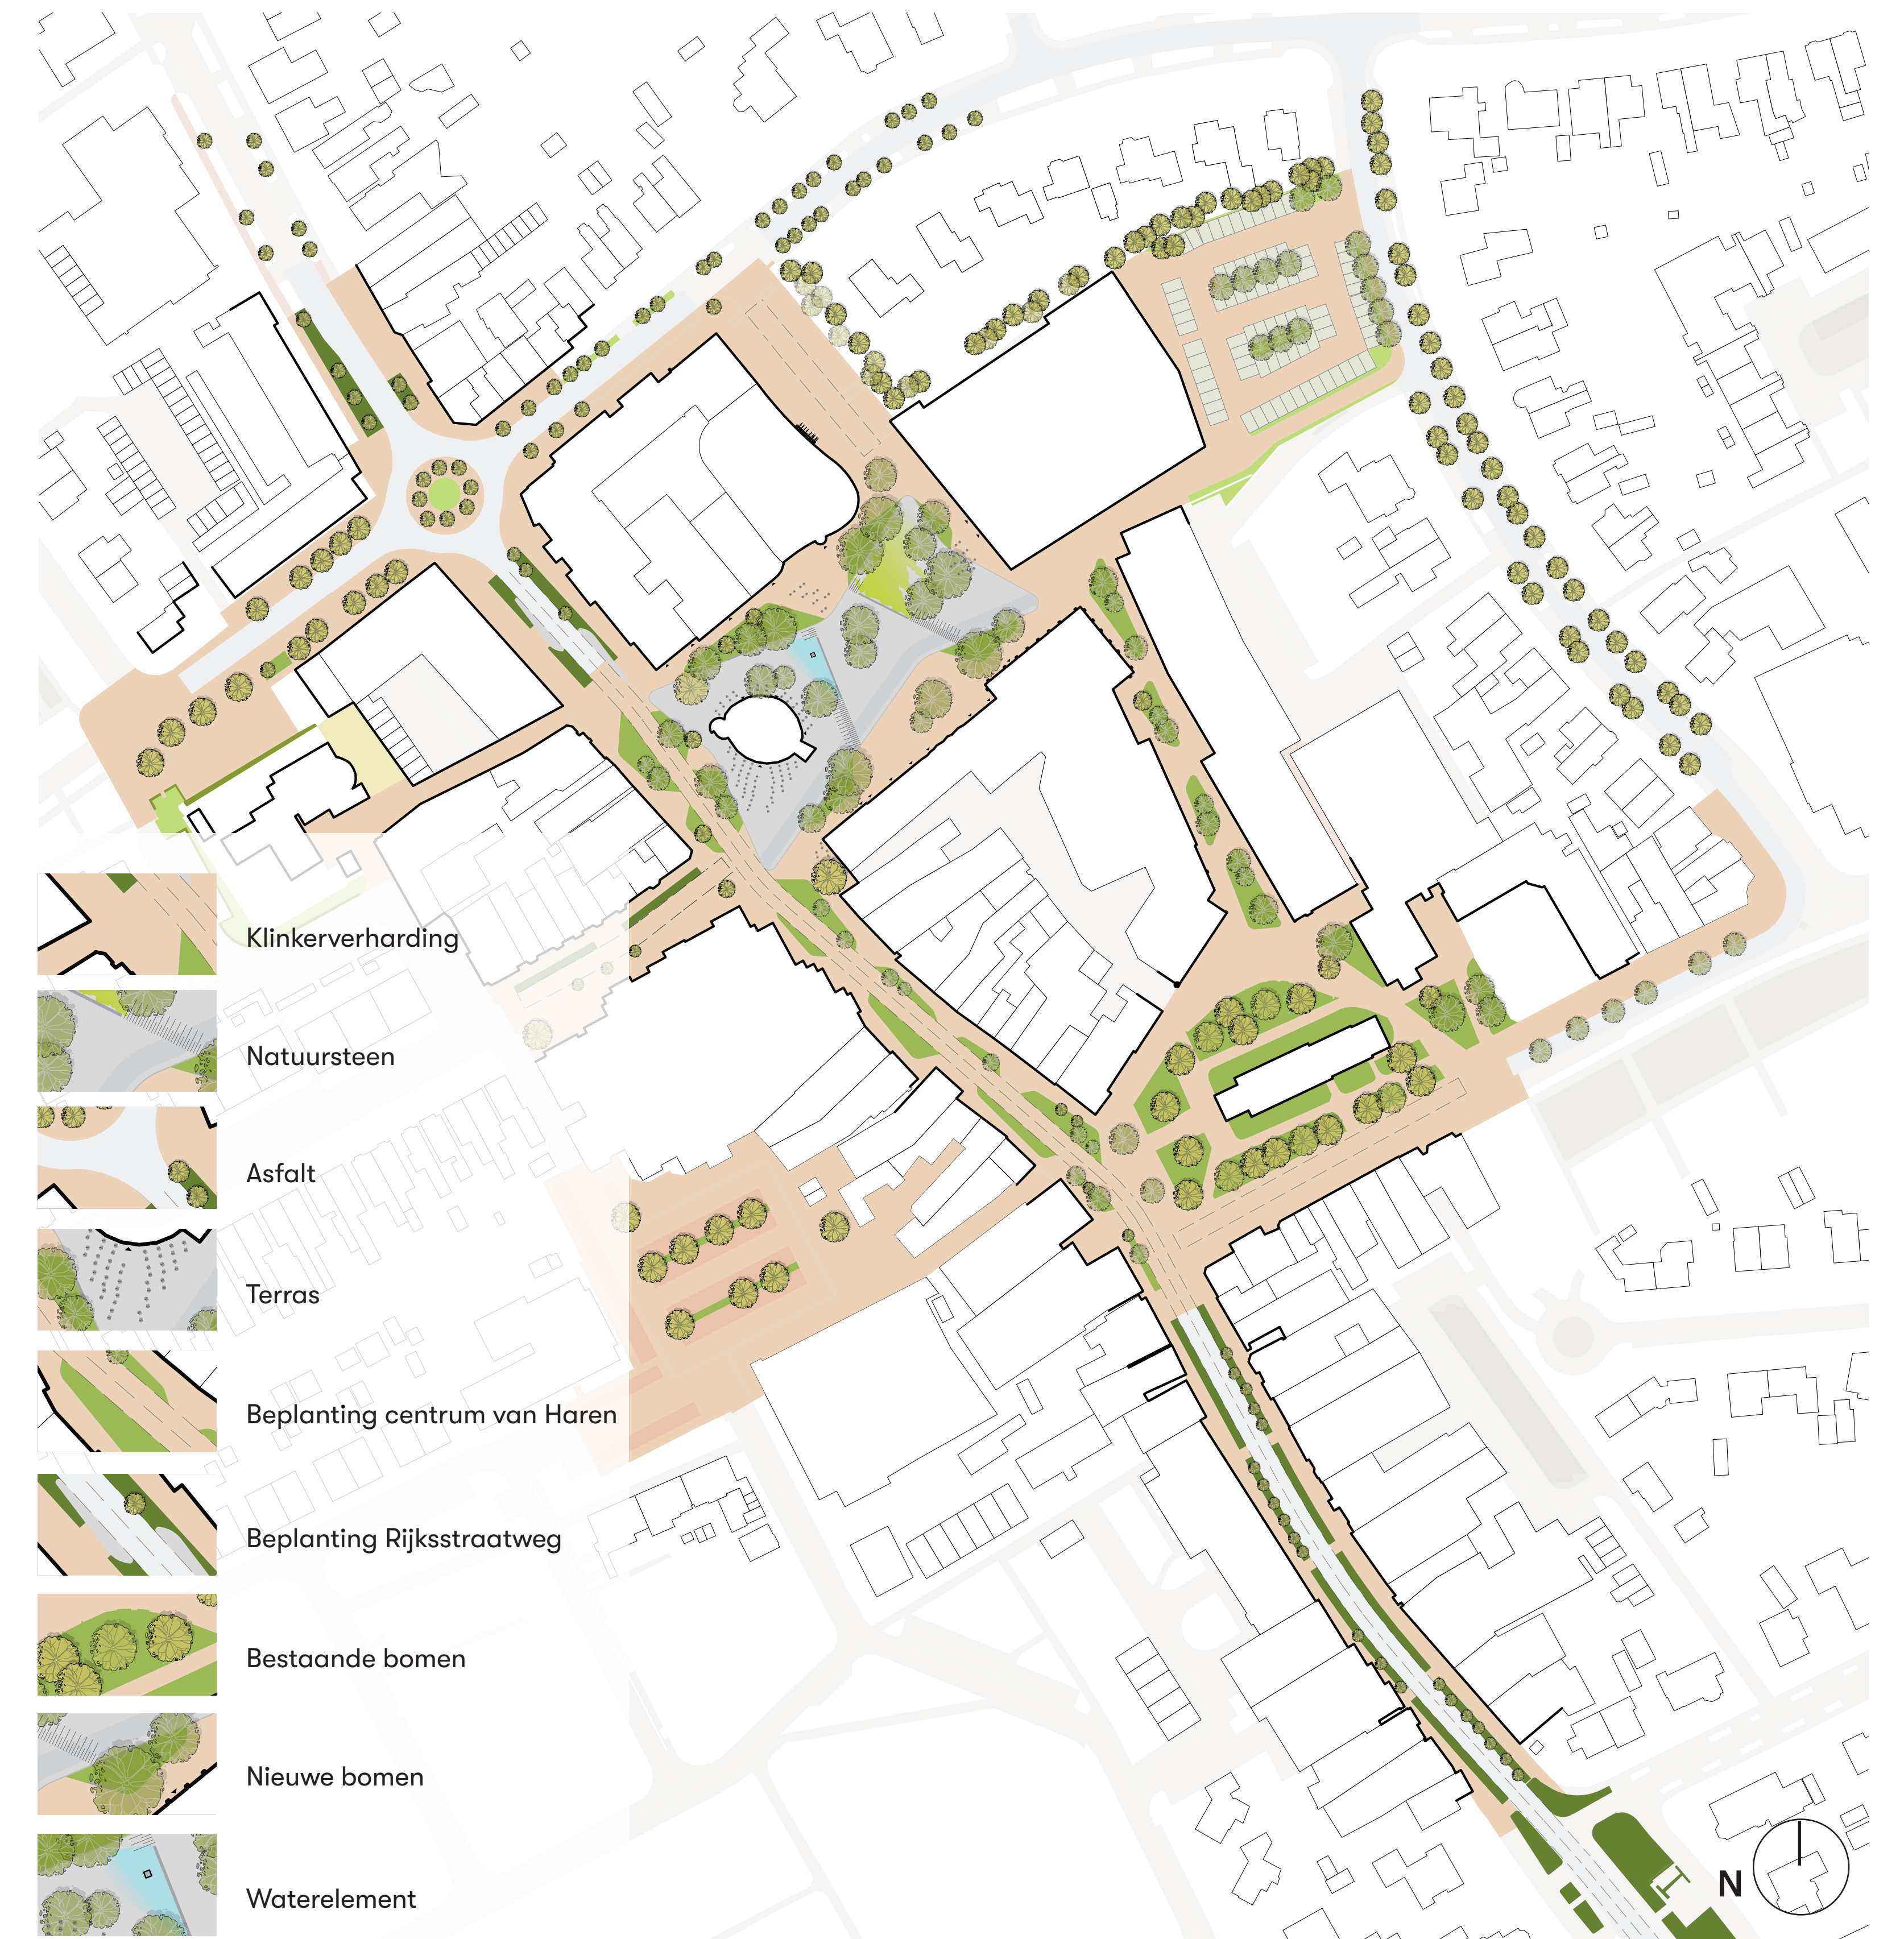 Klinkerverharding
Natuursteen
Asfalt
Terras
Beplanting centrum van Haren
Beplanting Rijksstraatweg
Bestaande bomen
Nieuwe bomen
Waterelement
N